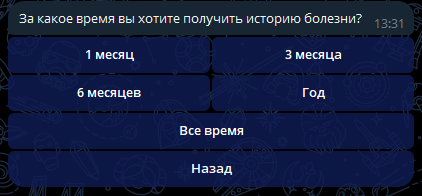 За какое время вы хотите получить историю болезни?
13:31
1 месяц
3 месяца
6 месяцев
Год
Все время
Назад